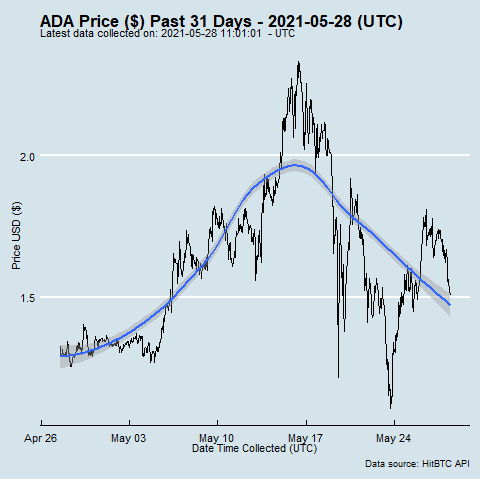 ADA Price ($) Past 31 Days - 2021-05-28 (UTC)
Latest data collected on: 2021-05-28 11:01:01  - UTC
Price USD ($)
2.0
1.5
Apr 26
May 03
May 10
May 17
May 24
Date Time Collected (UTC)
Data source: HitBTC API